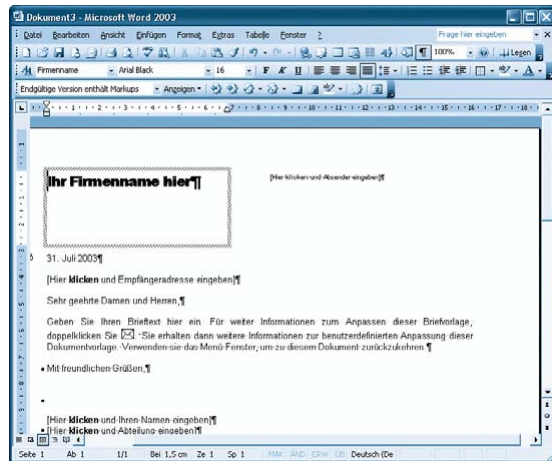 Dokument3 - Microsoft Word 2003
Datei Bearbeiten Ansicht Einfügen Format Extras Tabelle Fenster ? Frage hier eingeben
100% Lesen
Firmenname Arial Black 16 F K U
Endgültige Version enthält Markups Anzeigen
Ihr Firmenname hier¶
[Hier klicken und Absender eingeben]¶
31. Juli 2003¶
[Hier klicken und Empfängeradresse eingeben]¶
Sehr geehrte Damen und Herren,¶
Geben Sie Ihren Brieftext hier ein. Für weiter Informationen zum Anpassen dieser Briefvorlage,
doppelklicken Sie ✉. Sie erhalten dann weitere Informationen zur benutzerdefinierten Anpassung dieser
Dokumentvorlage. Verwenden sie das Menü Fenster, um zu diesem Dokument zurückzukehren.¶
Mit freundlichen Grüßen,¶
[Hier klicken und Ihren Namen eingeben]¶
[Hier klicken und Abteilung eingeben]¶
Seite 1 Ab 1 1/1 Bei 1,5 cm Ze 1 Sp 1 MAK ÄND ERW ÜB Deutsch (De